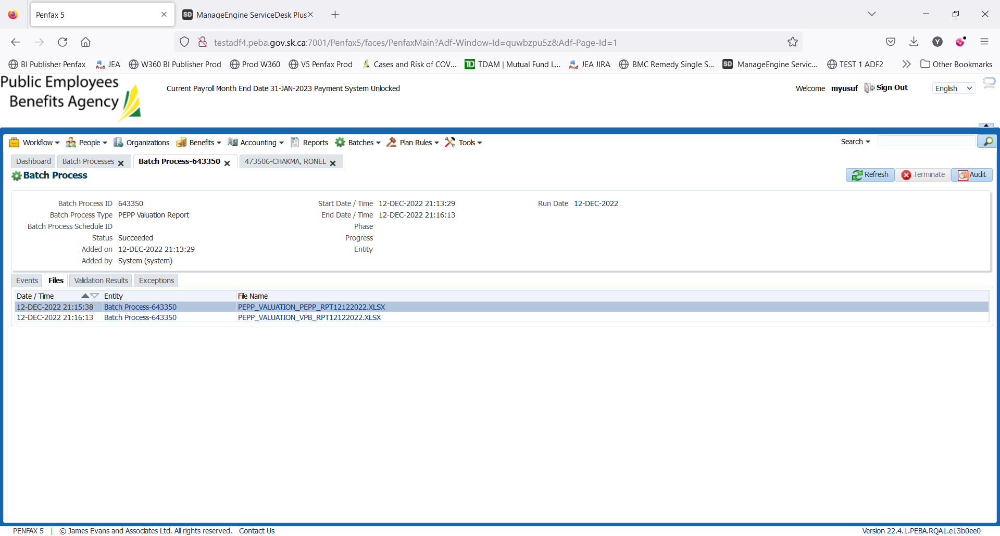 Penfax 5
SD ManageEngine ServiceDesk Plus
testadf4.peba.gov.sk.ca:7001/Penfax5/faces/PenfaxMain?Adf-Window-Id=quwbzpu5z&Adf-Page-Id=1
Y
BI Publisher Penfax Prod JEA W360 BI Publisher Prod Prod W360 V5 Penfax Prod Cases and Risk of COV... TD TDAM | Mutual Fund L... Prod JEA JIRA BMC Remedy Single S... SD ManageEngine Servic... TEST 1 ADF2 Other Bookmarks
Public Employees
Benefits Agency
Current Payroll Month End Date 31-JAN-2023 Payment System Unlocked
Welcome myusuf Sign Out English
Workflow People Organizations Benefits Accounting Reports Batches Plan Rules Tools Search
Dashboard Batch Processes Batch Process-643350 473506-CHAKMA, RONEL
Batch Process
Refresh Terminate Audit
Batch Process ID 643350 Start Date / Time 12-DEC-2022 21:13:29 Run Date 12-DEC-2022
Batch Process Type PEPP Valuation Report End Date / Time 12-DEC-2022 21:16:13
Batch Process Schedule ID Phase
Status Succeeded Progress
Added on 12-DEC-2022 21:13:29 Entity
Added by System (system)
Events Files Validation Results Exceptions
Date / Time Entity File Name
12-DEC-2022 21:15:38 Batch Process-643350 PEPP_VALUATION_PEPP_RPT12122022.XLSX
12-DEC-2022 21:16:13 Batch Process-643350 PEPP_VALUATION_VPB_RPT12122022.XLSX
PENFAX 5 | © James Evans and Associates Ltd. All rights reserved. Contact Us
Version 22.4.1.PEBA.RQA1.e13b0ee0